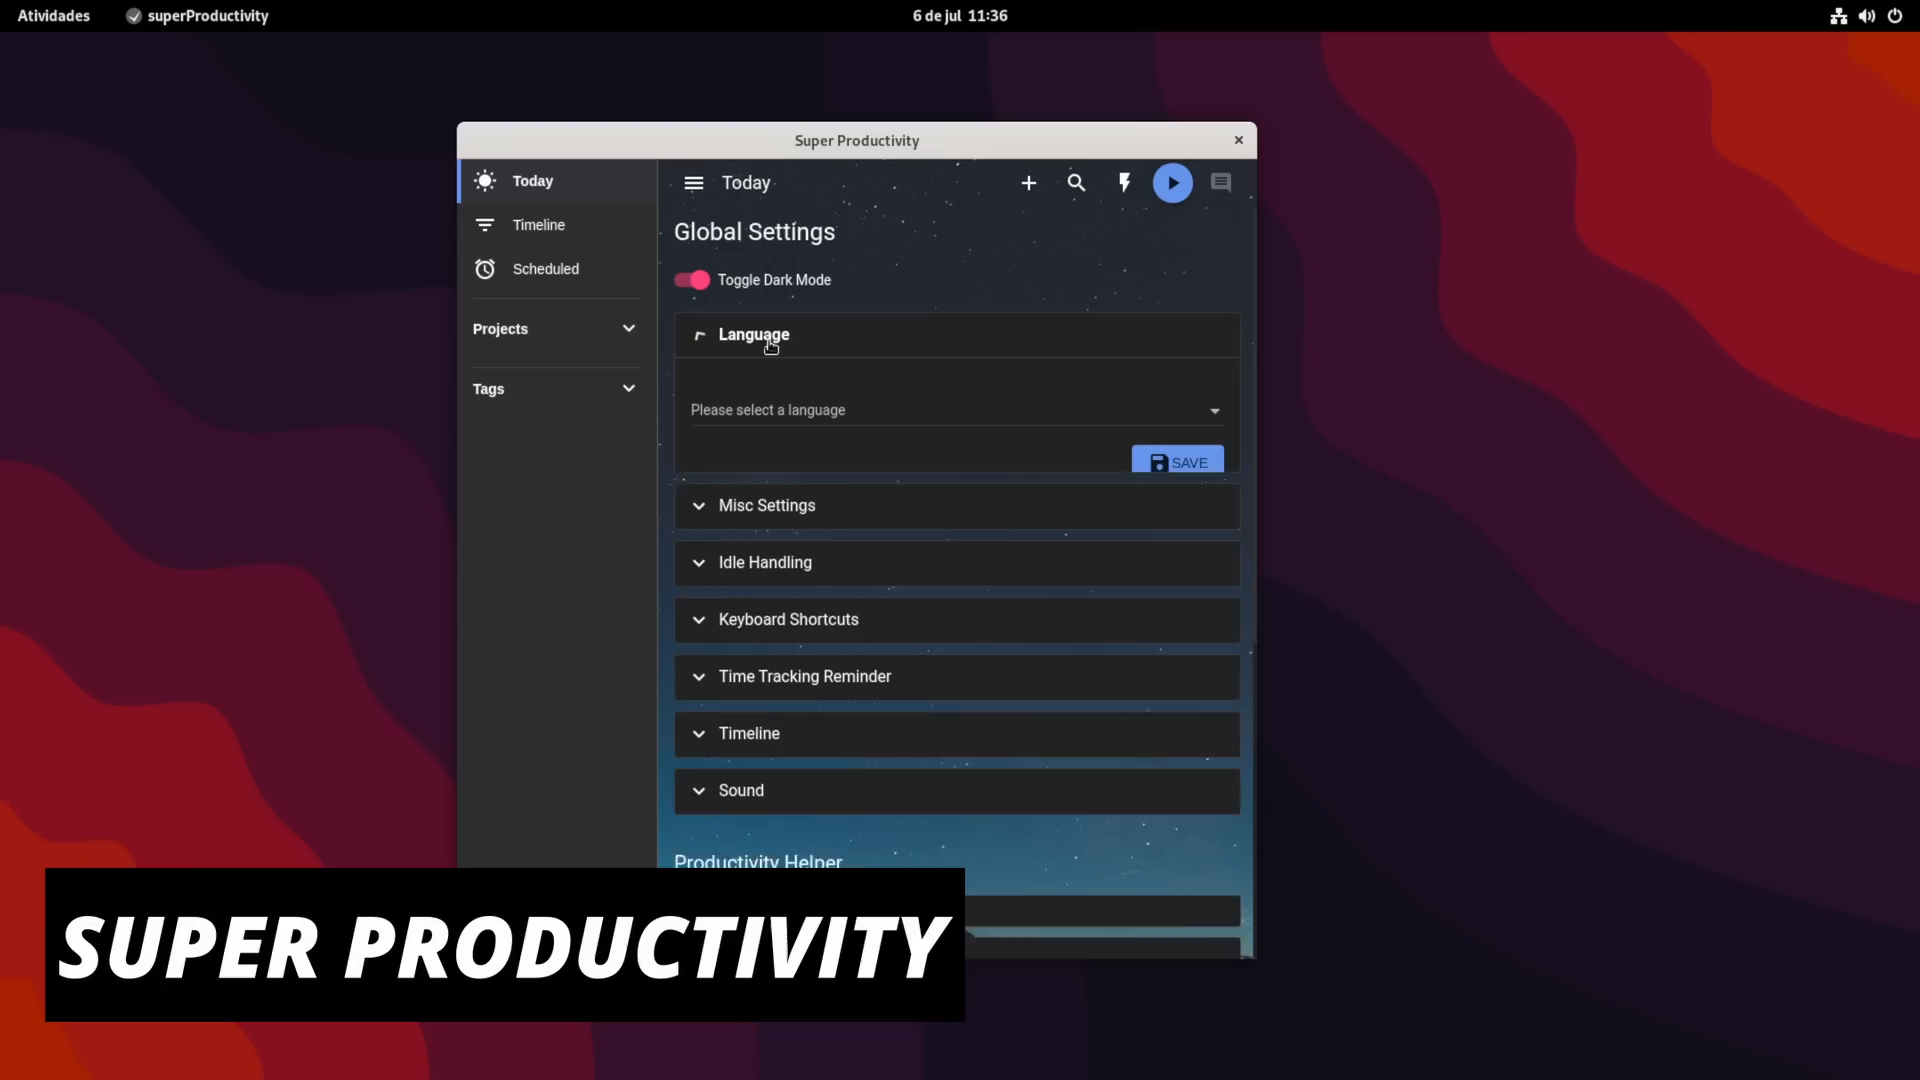 Atividades
superProductivity
6 de jul 11:36
Super Productivity
Today
Timeline
Scheduled
Projects
Tags
Today
Global Settings
Toggle Dark Mode
Language
Please select a language
SAVE
Misc Settings
Idle Handling
Keyboard Shortcuts
Time Tracking Reminder
Timeline
Sound
Productivity Helper
SUPER PRODUCTIVITY